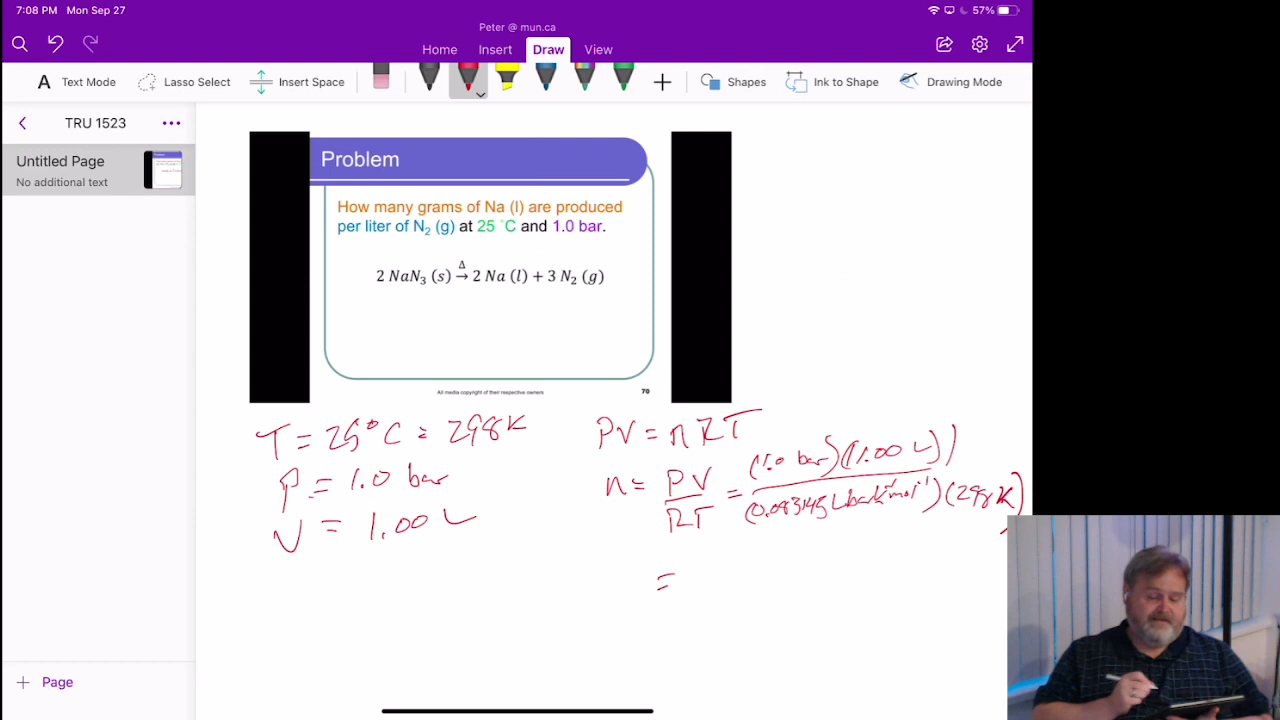 7:08 PM Mon Sep 27
57%
Peter @ mun.ca
Home Insert Draw View
Text Mode Lasso Select Insert Space Shapes Ink to Shape Drawing Mode
TRU 1523
Untitled Page
No additional text
Problem
How many grams of Na (l) are produced
per liter of N₂ (g) at 25 °C and 1.0 bar.
2 NaN₃ (s) →^Δ 2 Na (l) + 3 N₂ (g)
All media copyright of their respective owners
70
T = 25°C = 298K
P = 1.0 bar
V = 1.00 L
PV = nRT
n = PV/RT = (1.0 bar)(1.00 L)/(0.083145 L bar K⁻¹ mol⁻¹)(298K)
=
Page